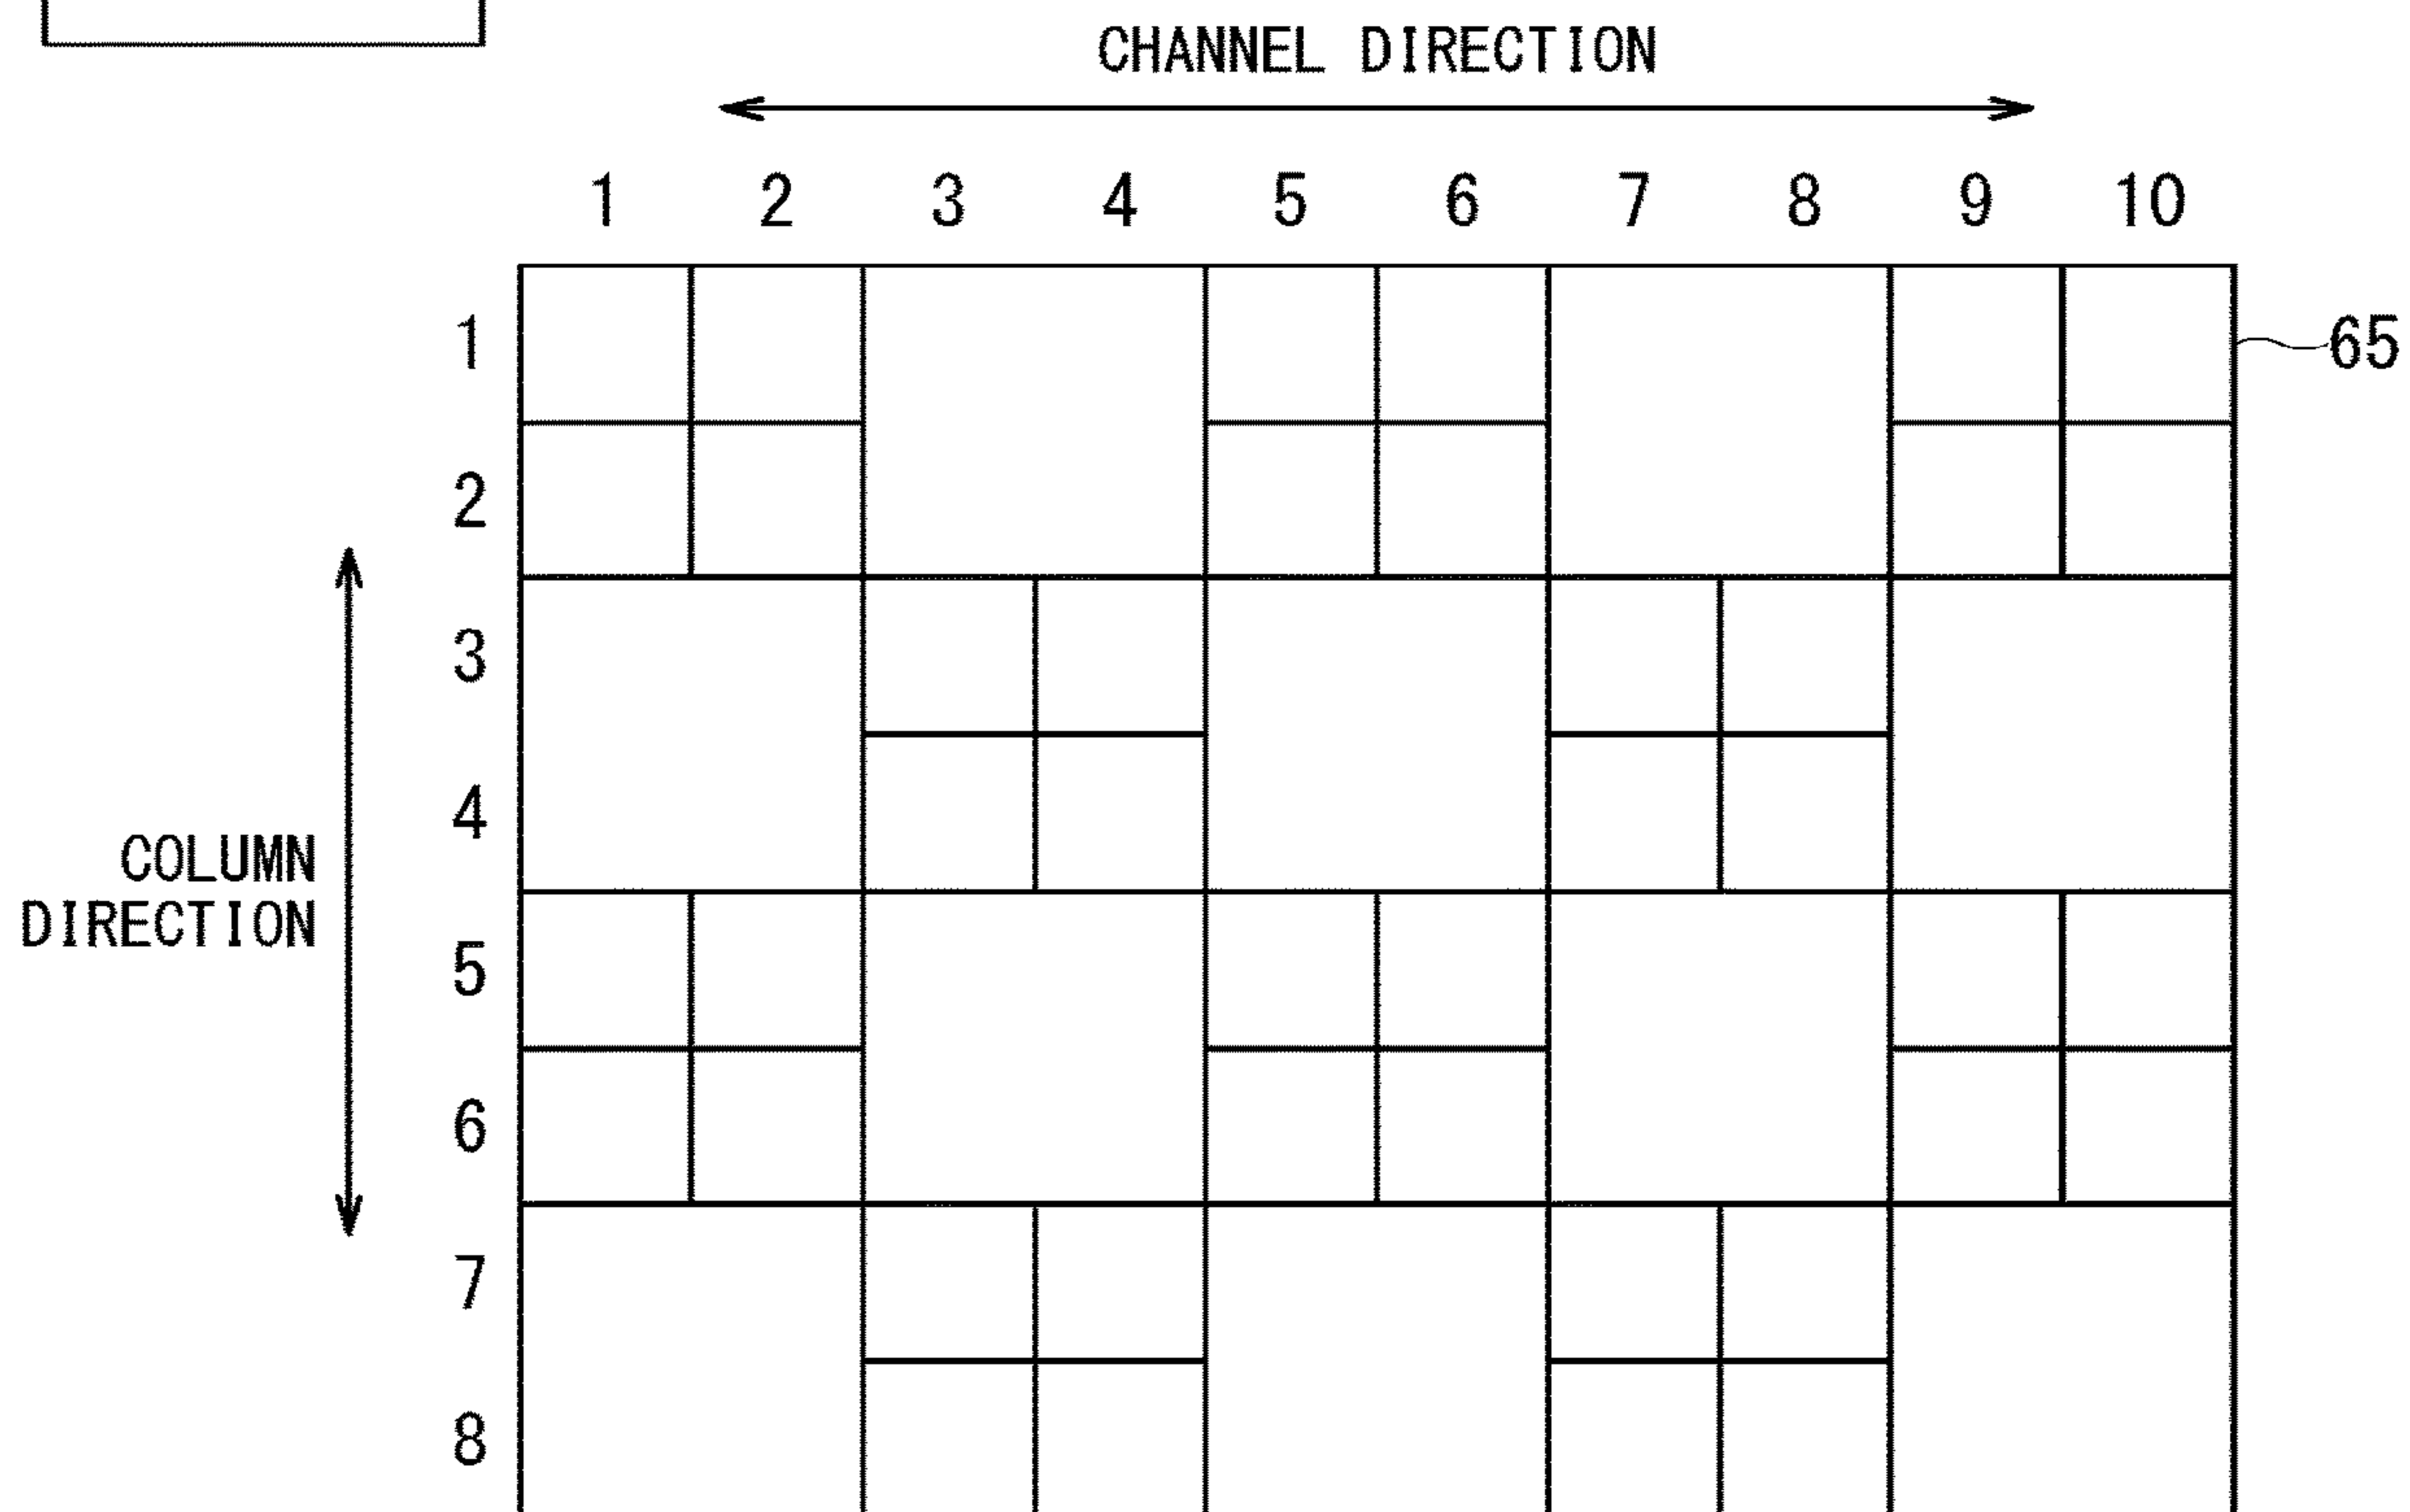 CHANNEL DIRECTION
1 2 3 4 5 6 7 8 9 10
1
65
2
3
4
COLUMN
DIRECTION
5
6
7
8